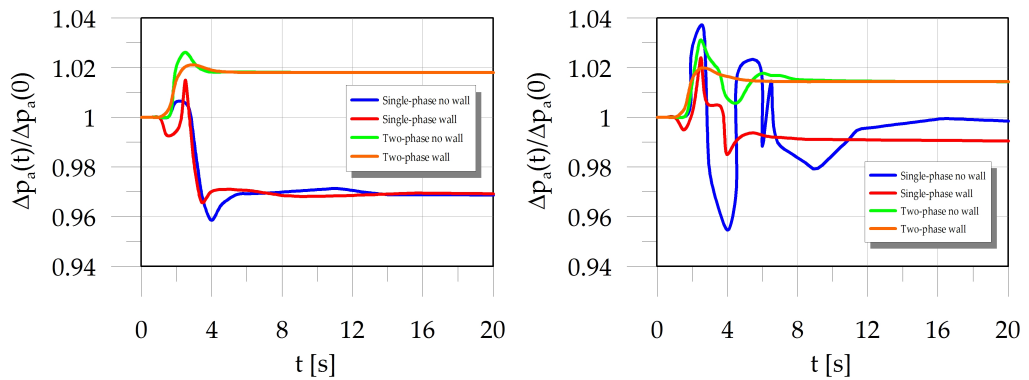 1.04
1.02
1
0.98
0.96
0.94
Δpₐ(t)/Δpₐ(0)
0 4 8 12 16 20
t [s]
Single-phase no wall
Single-phase wall
Two-phase no wall
Two-phase wall
1.04
1.02
1
0.98
0.96
0.94
Δpₐ(t)/Δpₐ(0)
0 4 8 12 16 20
t [s]
Single-phase no wall
Single-phase wall
Two-phase no wall
Two-phase wall